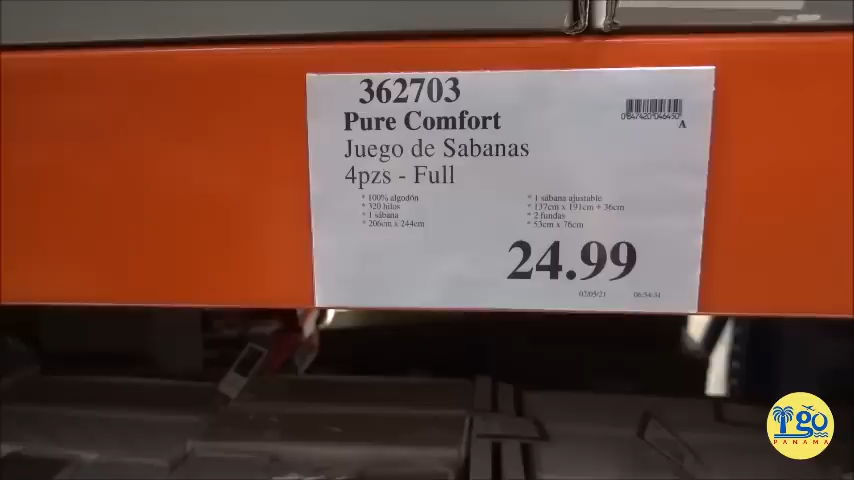 362703
Pure Comfort
Juego de Sabanas
4pzs - Full
* 100% algodón
* 320 hilos
* 1 sábana
* 206cm x 244cm
* 1 sábana ajustable
* 137cm x 191cm + 36cm
* 2 fundas
* 53cm x 76cm
A
24.99
go
PANAMA